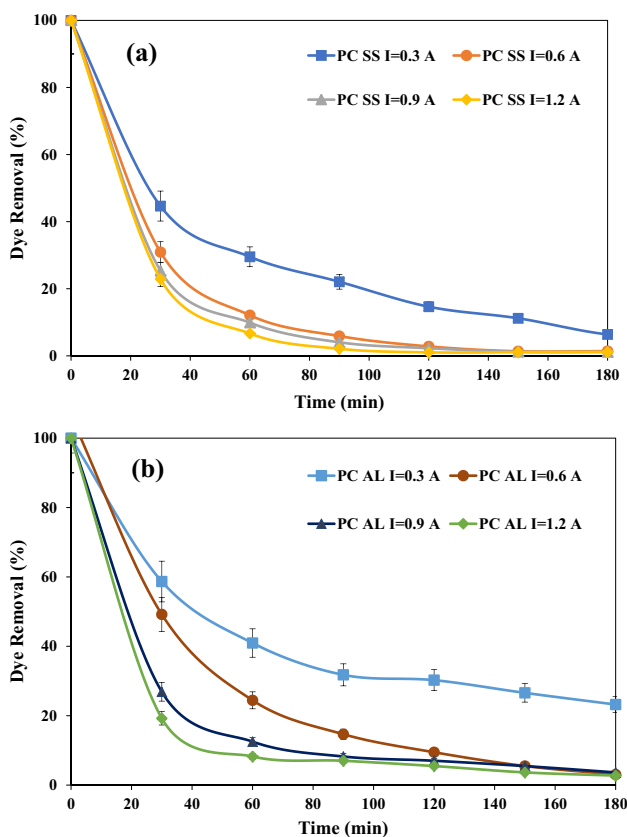 100
80
60
40
20
0
Dye Removal (%)
(a)
PC SS I=0.3 A PC SS I=0.6 A
PC SS I=0.9 A PC SS I=1.2 A
0 20 40 60 80 100 120 140 160 180
Time (min)
100
80
60
40
20
0
Dye Removal (%)
(b)
PC AL I=0.3 A PC AL I=0.6 A
PC AL I=0.9 A PC AL I=1.2 A
0 20 40 60 80 100 120 140 160 180
Time (min)